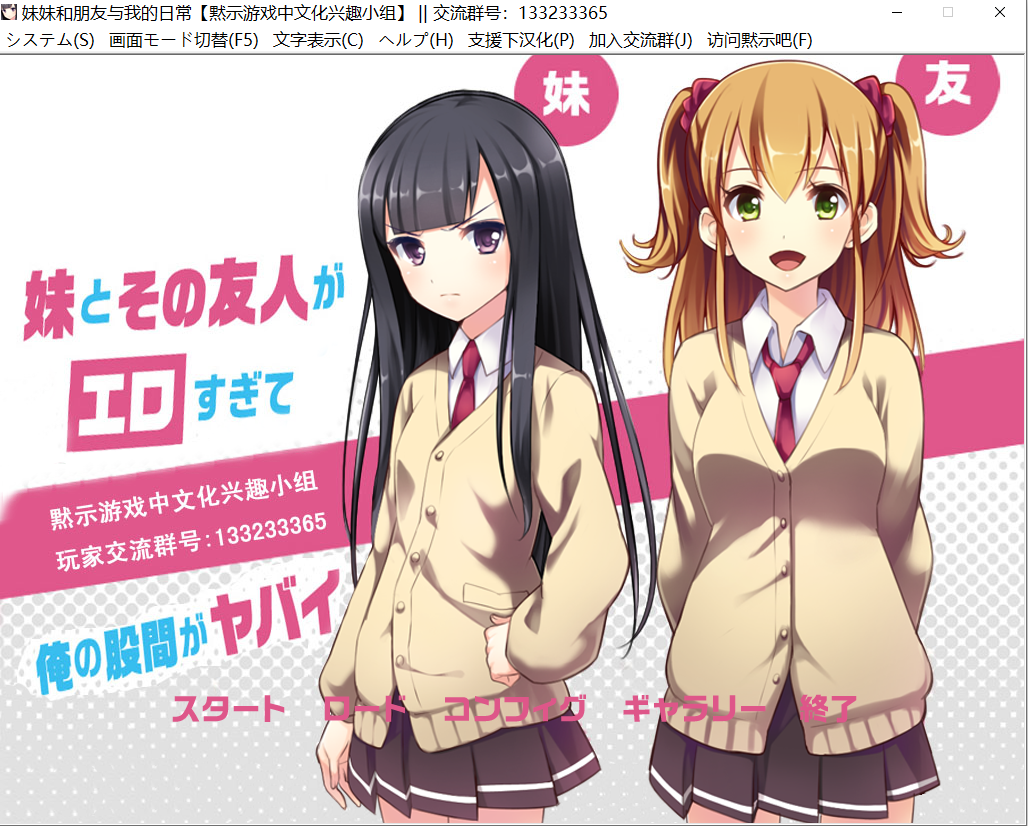 妹妹和朋友与我的日常【黙示游戏中文化兴趣小组】 || 交流群号：133233365
システム(S) 画面モード切替(F5) 文字表示(C) ヘルプ(H) 支援下汉化(P) 加入交流群(J) 访问黙示吧(F)
妹
友
妹とその友人が
エロすぎて
黙示游戏中文化兴趣小组
玩家交流群号:133233365
俺の股間がヤバイ
スタート ロード コンフィグ ギャラリー 終了